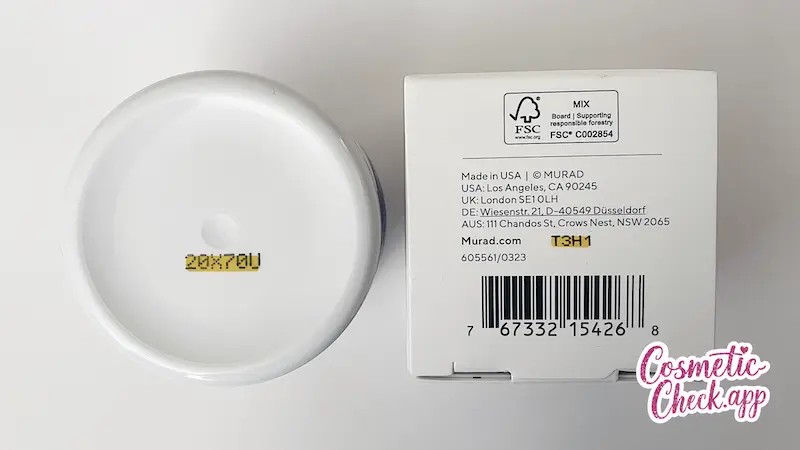 20X70U
FSC
www.fsc.org
MIX
Board | Supporting
responsible forestry
FSC® C002854
Made in USA | © MURAD
USA: Los Angeles, CA 90245
UK: London SE1 0LH
DE: Wiesenstr. 21, D-40549 Düsseldorf
AUS: 111 Chandos St, Crows Nest, NSW 2065
Murad.com T3H1
605561/0323
7 67332 15426 8
Cosmetic
Check.app